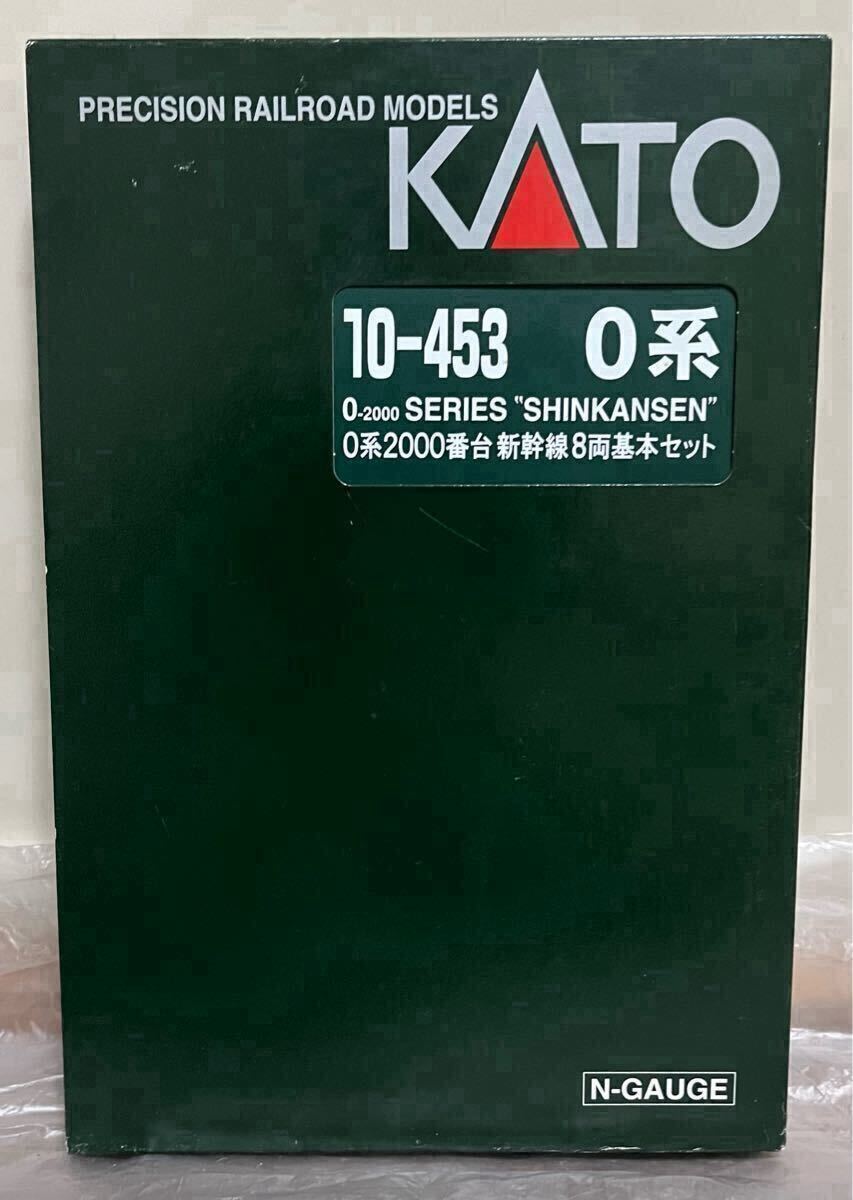 PRECISION RAILROAD MODELS
KATO
10-453 0系
0-2000 SERIES "SHINKANSEN"
0系2000番台 新幹線8両基本セット
N-GAUGE